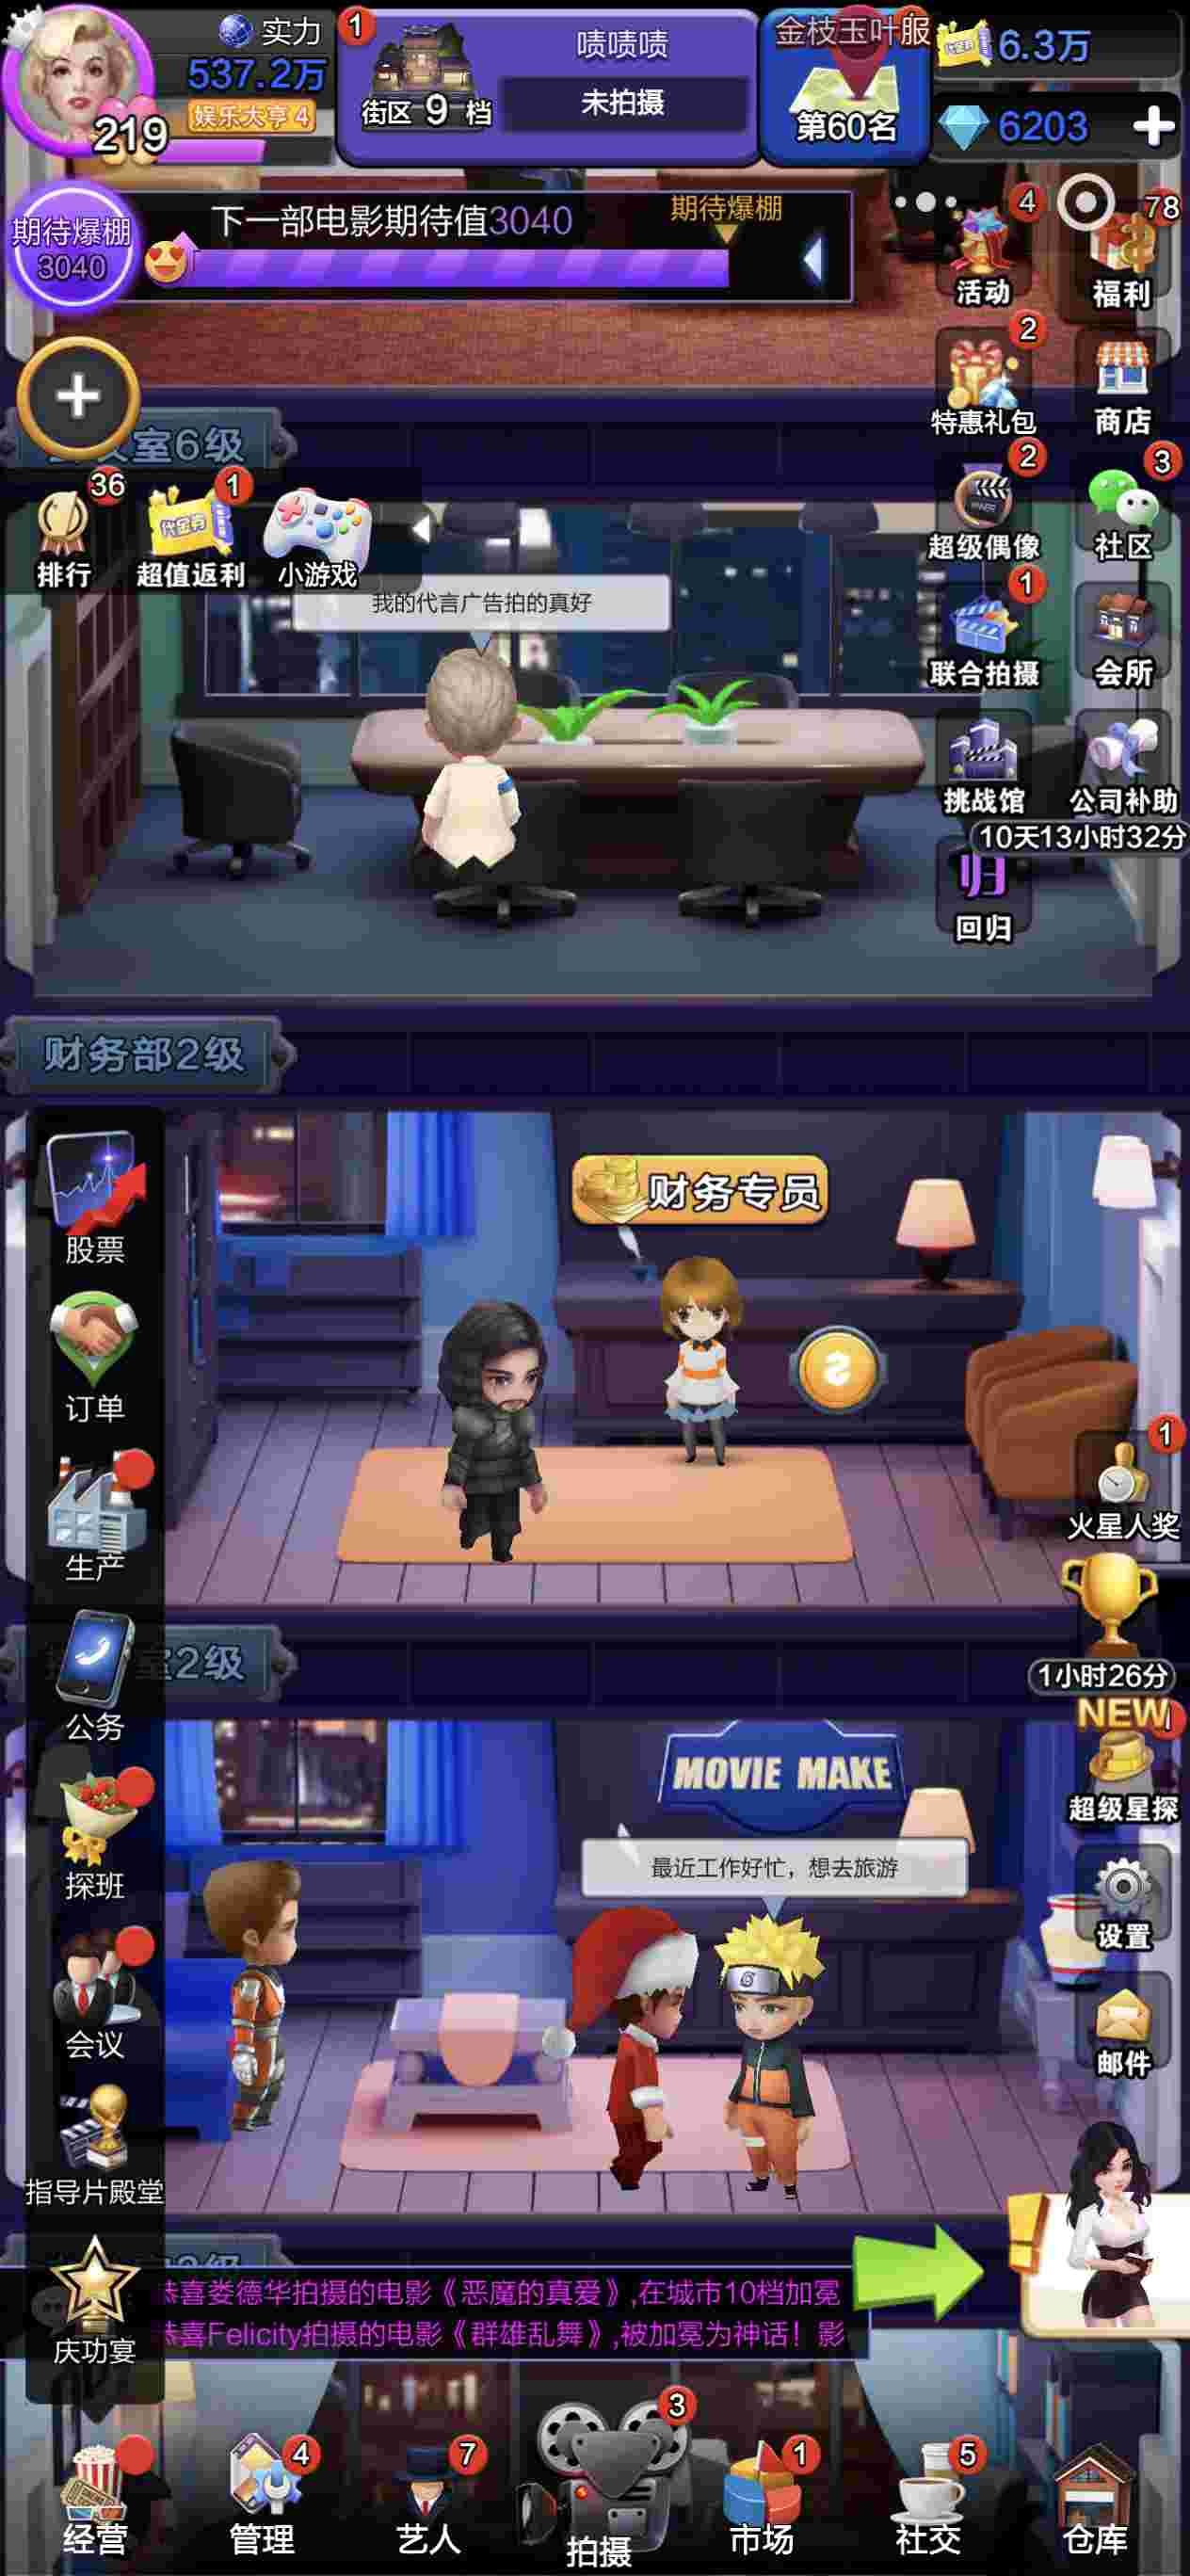 实力
537.2万
娱乐大亨 4
219
1
街区 9 档
啧啧啧
未拍摄
金枝玉叶服
第60名
6.3万
6203
期待爆棚
3040
下一部电影期待值3040
期待爆棚
4
活动
78
福利
2
特惠礼包
商店
室6级
36
排行
1
代金券
超值返利
小游戏
2
超级偶像
3
社区
我的代言广告拍的真好
1
联合拍摄
会所
挑战馆
公司补助
10天13小时32分
归
回归
财务部2级
股票
财务专员
订单
生产
1
火星人奖
1小时26分
室2级
公务
NEW
超级星探
MOVIE MAKE
最近工作好忙，想去旅游
探班
设置
会议
邮件
指导片殿堂
恭喜娄德华拍摄的电影《恶魔的真爱》,在城市10档加冕
恭喜Felicity拍摄的电影《群雄乱舞》,被加冕为神话！影
庆功宴
经营
4
管理
7
艺人
3
拍摄
1
市场
5
社交
仓库